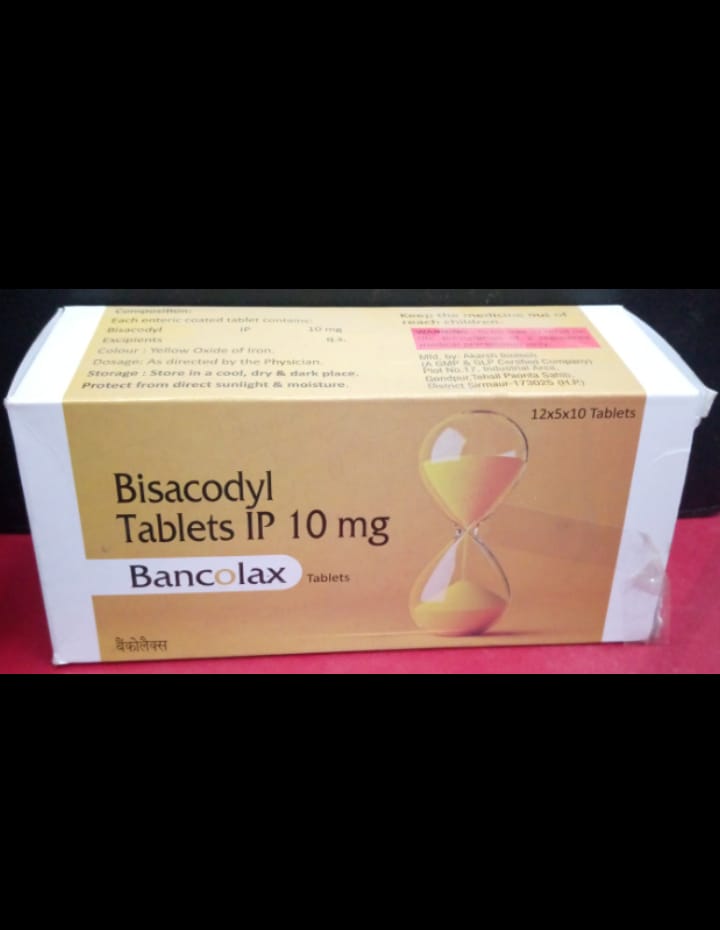 Composition:
Each enteric coated tablet contains:
Bisacodyl IP 10 mg
Excipients q.s.
Colour : Yellow Oxide of Iron.
Dosage: As directed by the Physician.
Storage : Store in a cool, dry & dark place.
Protect from direct sunlight & moisture.
Keep the medicine out of
reach children.
WARNING:
Mfd. by: Akarsh
(A GMP & GLP Certified Company)
Plot No.17, Industrial Area,
Gondpur, Tehsil Paonta Sahib,
District Sirmaur-173025 (H.P.)
12x5x10 Tablets
Bisacodyl
Tablets IP 10 mg
Bancolax Tablets
बैंकोलैक्स